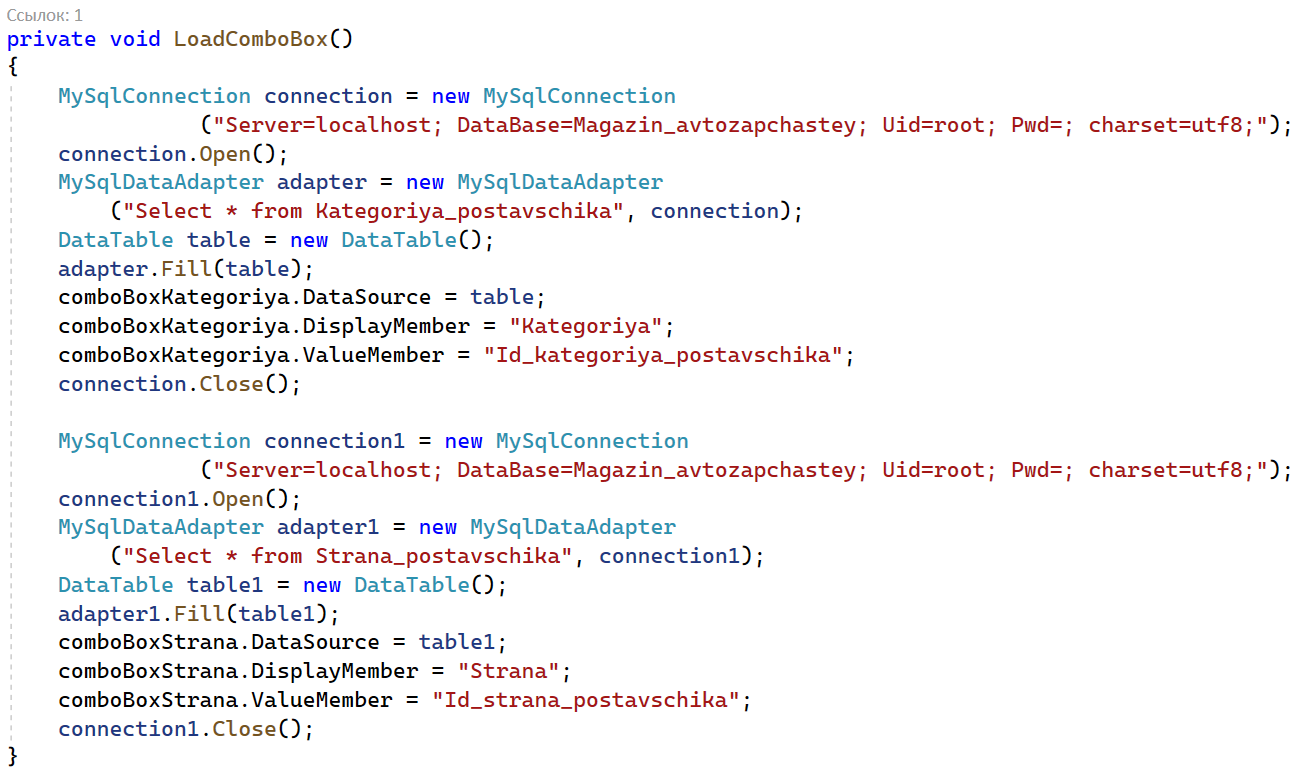 Ссылок: 1
private void LoadComboBox()
{
    MySqlConnection connection = new MySqlConnection
               ("Server=localhost; DataBase=Magazin_avtozapchastey; Uid=root; Pwd=; charset=utf8;");
    connection.Open();
    MySqlDataAdapter adapter = new MySqlDataAdapter
        ("Select * from Kategoriya_postavschika", connection);
    DataTable table = new DataTable();
    adapter.Fill(table);
    comboBoxKategoriya.DataSource = table;
    comboBoxKategoriya.DisplayMember = "Kategoriya";
    comboBoxKategoriya.ValueMember = "Id_kategoriya_postavschika";
    connection.Close();

    MySqlConnection connection1 = new MySqlConnection
               ("Server=localhost; DataBase=Magazin_avtozapchastey; Uid=root; Pwd=; charset=utf8;");
    connection1.Open();
    MySqlDataAdapter adapter1 = new MySqlDataAdapter
        ("Select * from Strana_postavschika", connection1);
    DataTable table1 = new DataTable();
    adapter1.Fill(table1);
    comboBoxStrana.DataSource = table1;
    comboBoxStrana.DisplayMember = "Strana";
    comboBoxStrana.ValueMember = "Id_strana_postavschika";
    connection1.Close();
}